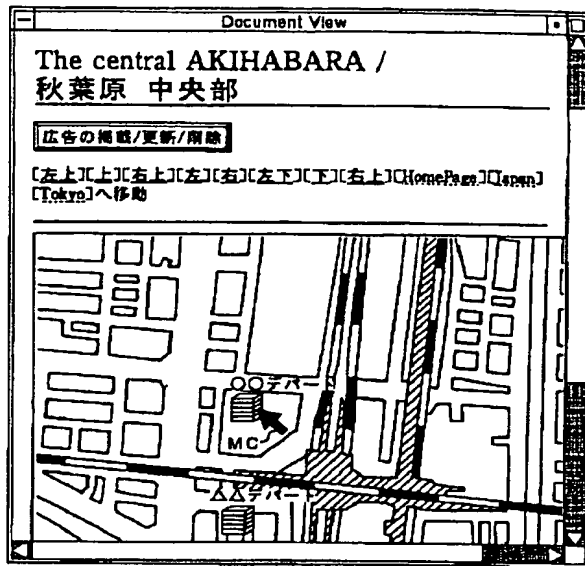 Document View
The central AKIHABARA /
秋葉原 中央部
広告の掲載/更新/削除
[左上][上][右上][左][右][左下][下][右上][HomePage][Japan]
[Tokyo]へ移動
○○デパート
MC
△△デパート